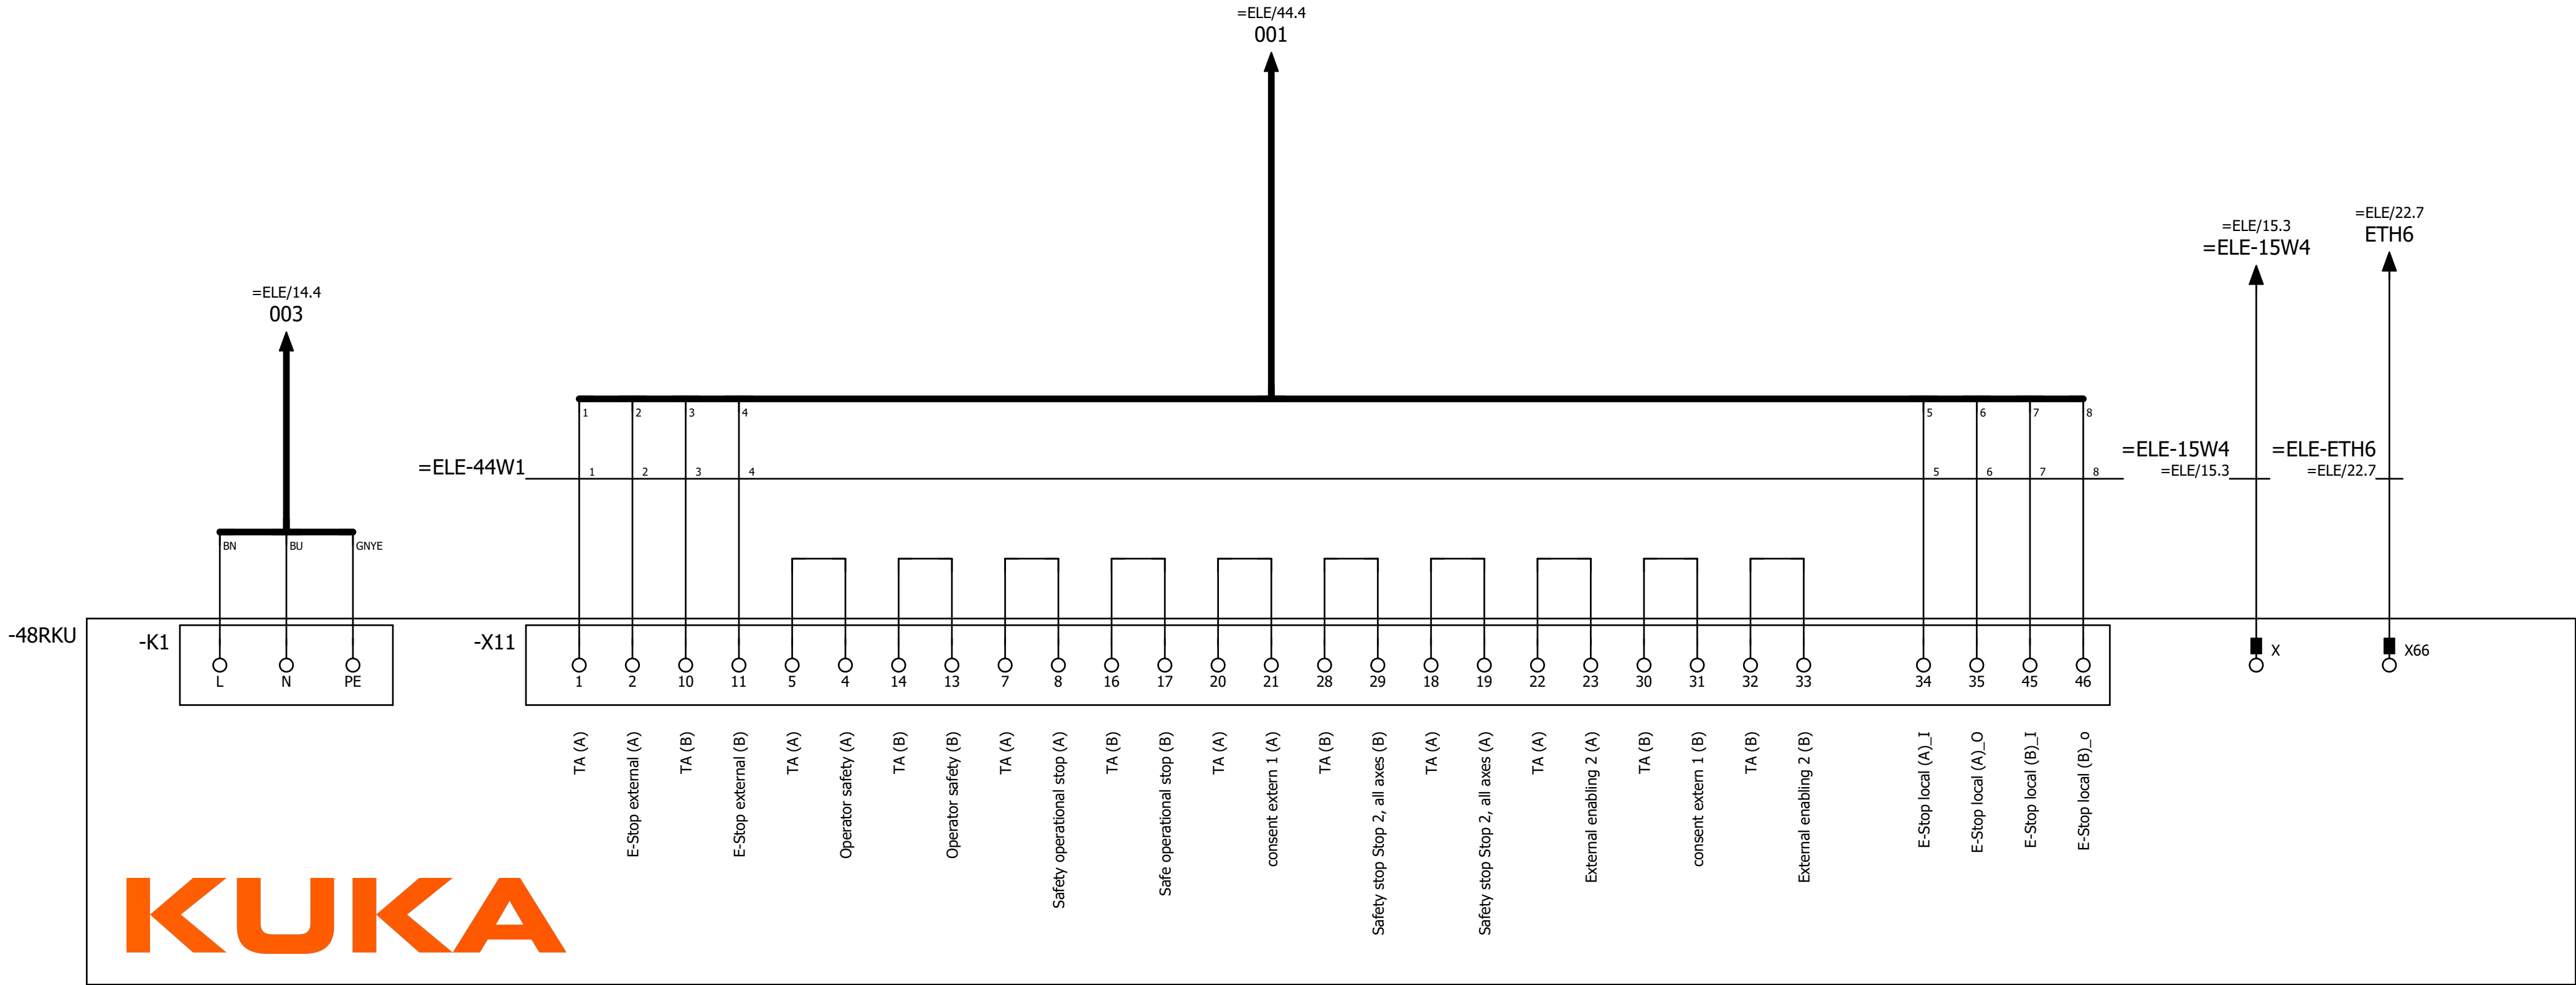 =ELE/44.4
001
=ELE/22.7
ETH6
=ELE/15.3
=ELE-15W4
=ELE/14.4
003
1
2
3
4
5
6
7
8
=ELE-44W1
1
2
3
4
5
6
7
8
=ELE-15W4
=ELE/15.3
=ELE-ETH6
=ELE/22.7
BN
BU
GNYE
-48RKU
-K1
L
N
PE
-X11
1
2
10
11
5
4
14
13
7
8
16
17
20
21
28
29
18
19
22
23
30
31
32
33
34
35
45
46
X
X66
TA (A)
E-Stop external (A)
TA (B)
E-Stop external (B)
TA (A)
Operator safety (A)
TA (B)
Operator safety (B)
TA (A)
Safety operational stop (A)
TA (B)
Safe operational stop (B)
TA (A)
consent extern 1 (A)
TA (B)
Safety stop Stop 2, all axes (B)
TA (A)
Safety stop Stop 2, all axes (A)
TA (A)
External enabling 2 (A)
TA (B)
consent extern 1 (B)
TA (B)
External enabling 2 (B)
E-Stop local (A)_I
E-Stop local (A)_O
E-Stop local (B)_I
E-Stop local (B)_o
KUKA